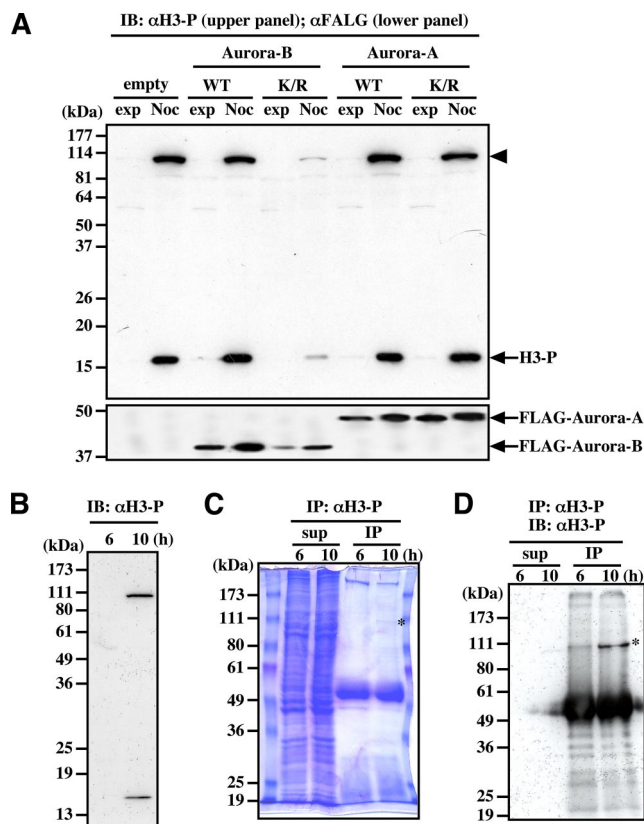 A
IB: αH3-P (upper panel); αFALG (lower panel)
Aurora-B Aurora-A
empty WT K/R WT K/R
(kDa) exp Noc exp Noc exp Noc exp Noc exp Noc
177
114
81
64
50
37
26
20
15
H3-P
50
37
FLAG-Aurora-A
FLAG-Aurora-B
B
IB: αH3-P
(kDa) 6 10 (h)
173
111
80
61
49
36
25
19
13
C
IP: αH3-P
sup IP
(kDa) 6 10 6 10 (h)
173
111
80
61
49
36
25
19
*
D
IP: αH3-P
IB: αH3-P
sup IP
(kDa) 6 10 6 10 (h)
173
111
80
61
49
36
25
19
*